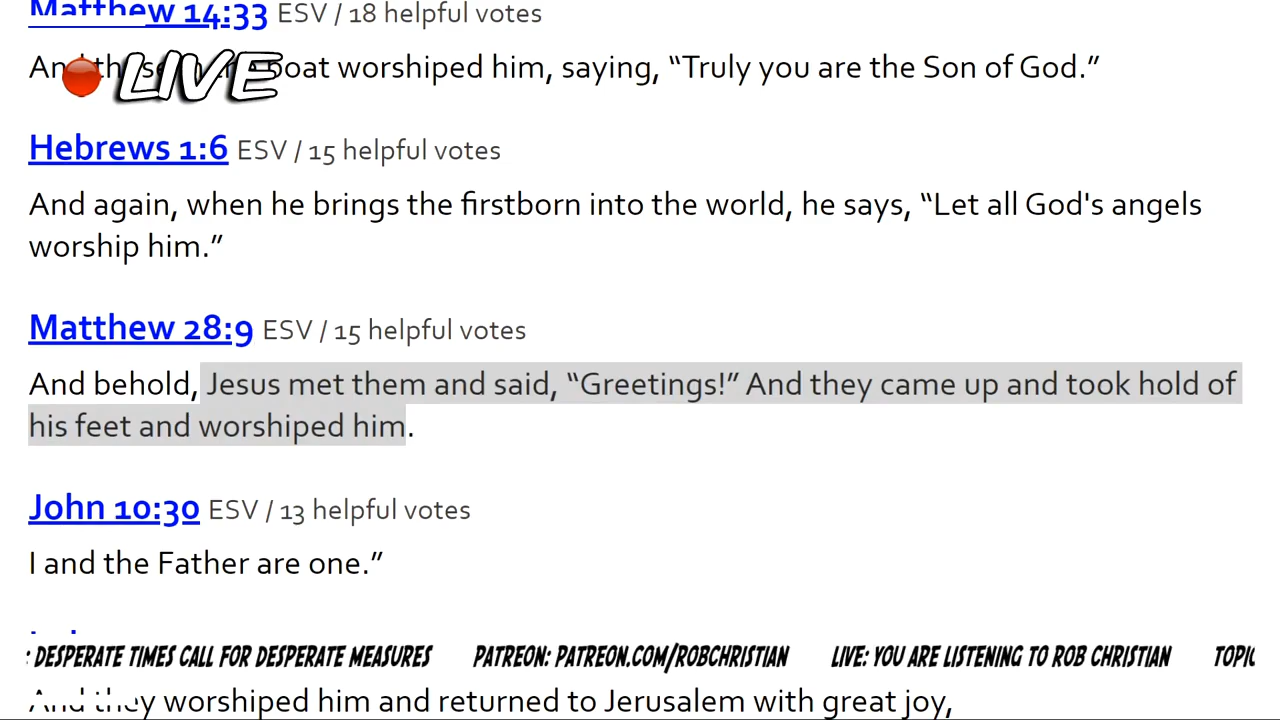 Matthew 14:33 ESV / 18 helpful votes
LIVE
boat worshiped him, saying, “Truly you are the Son of God.”
Hebrews 1:6 ESV / 15 helpful votes
And again, when he brings the firstborn into the world, he says, “Let all God's angels
worship him.”
Matthew 28:9 ESV / 15 helpful votes
And behold, Jesus met them and said, “Greetings!” And they came up and took hold of
his feet and worshiped him.
John 10:30 ESV / 13 helpful votes
I and the Father are one.”
: DESPERATE TIMES CALL FOR DESPERATE MEASURES PATREON: PATREON.COM/ROBCHRISTIAN LIVE: YOU ARE LISTENING TO ROB CHRISTIAN
And they worshiped him and returned to Jerusalem with great joy,